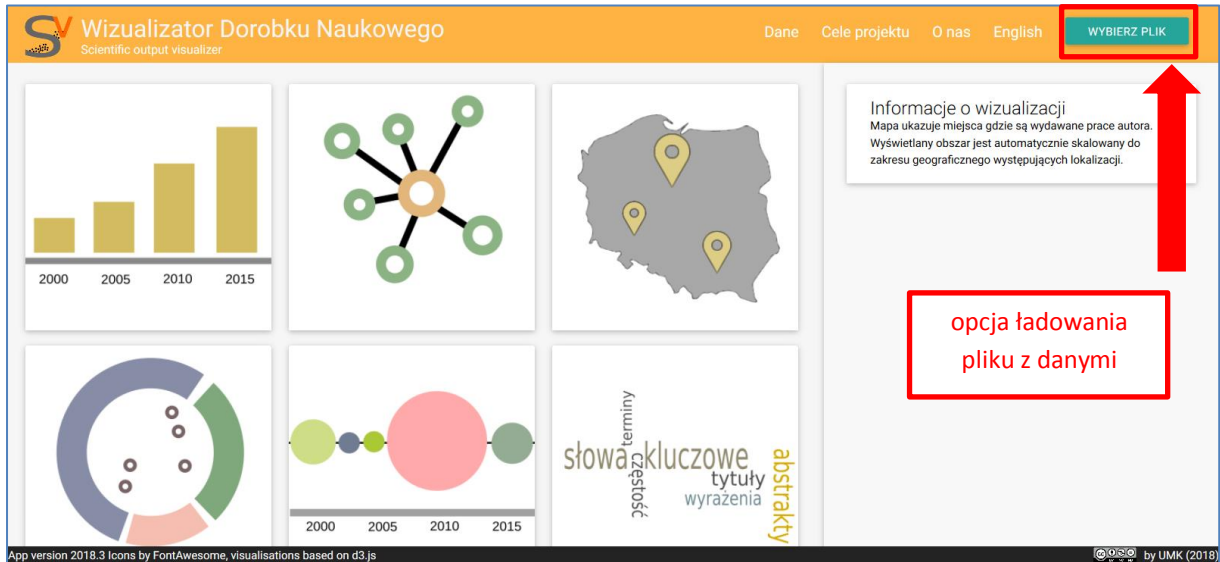 SV
Wizualizator Dorobku Naukowego
Scientific output visualizer
Dane
Cele projektu
O nas
English
WYBIERZ PLIK
2000
2005
2010
2015
Informacje o wizualizacji
Mapa ukazuje miejsca gdzie są wydawane prace autora.
Wyświetlany obszar jest automatycznie skalowany do
zakresu geograficznego występujących lokalizacji.
opcja ładowania
pliku z danymi
2000
2005
2010
2015
terminy
słowa kluczowe
częstość
tytuły
wyrażenia
abstrakty
App version 2018.3 Icons by FontAwesome, visualisations based on d3.js
by UMK (2018)